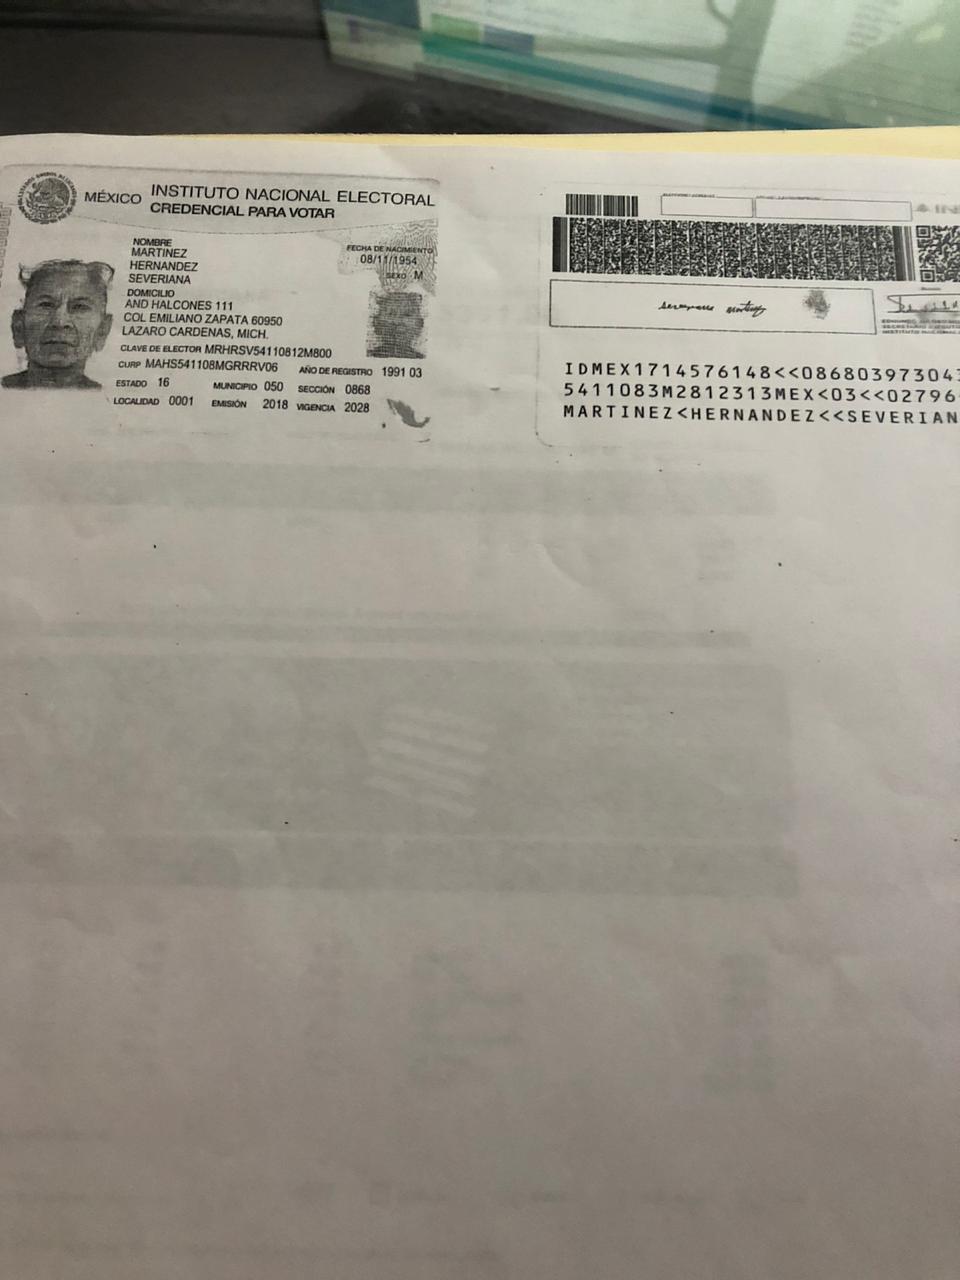 MÉXICO INSTITUTO NACIONAL ELECTORAL
CREDENCIAL PARA VOTAR
NOMBRE
MARTINEZ
HERNANDEZ
SEVERIANA
FECHA DE NACIMIENTO
08/11/1954
SEXO M
DOMICILIO
AND HALCONES 111
COL EMILIANO ZAPATA 60950
LAZARO CARDENAS, MICH.
CLAVE DE ELECTOR MRHRSV54110812M800
CURP MAHS541108MGRRRV06 AÑO DE REGISTRO 1991 03
ESTADO 16 MUNICIPIO 050 SECCIÓN 0868
LOCALIDAD 0001 EMISIÓN 2018 VIGENCIA 2028
INE
IDMEX1714576148<<086803973043
5411083M2812313MEX<03<<02796
MARTINEZ<HERNANDEZ<<SEVERIAN